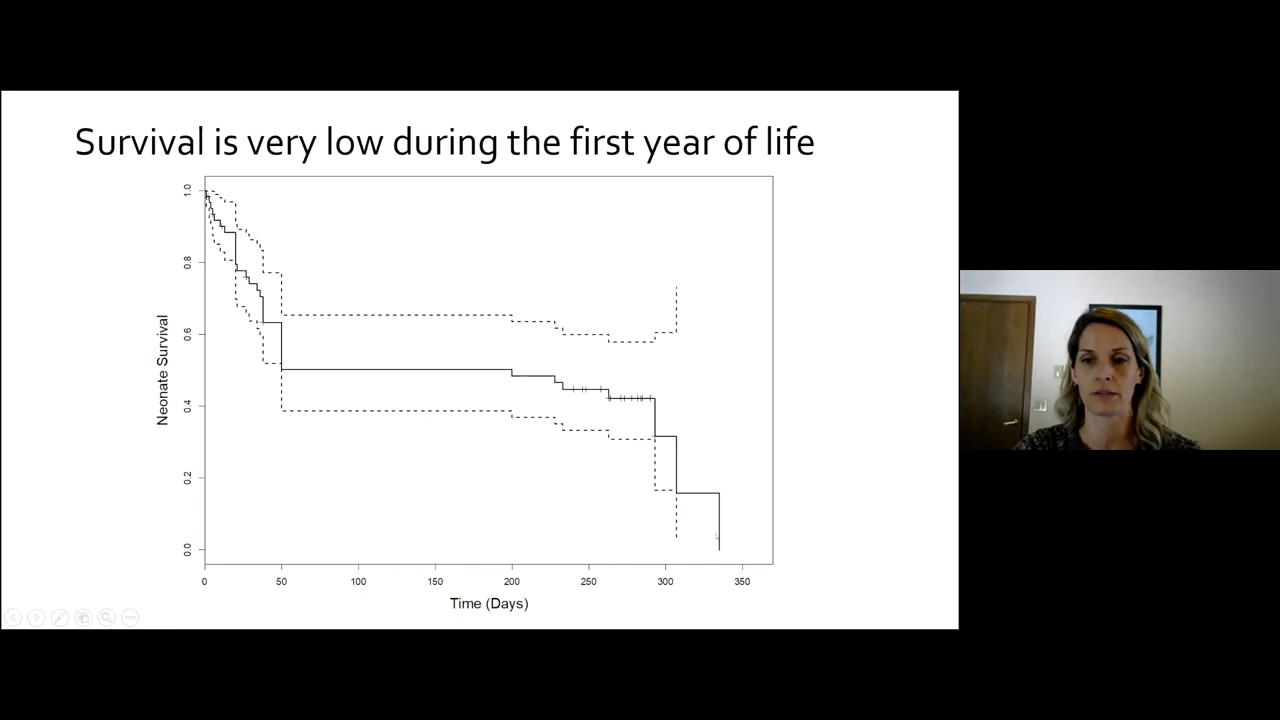 Survival is very low during the first year of life
Neonate Survival
1.0
0.8
0.6
0.4
0.2
0.0
0 50 100 150 200 250 300 350
Time (Days)